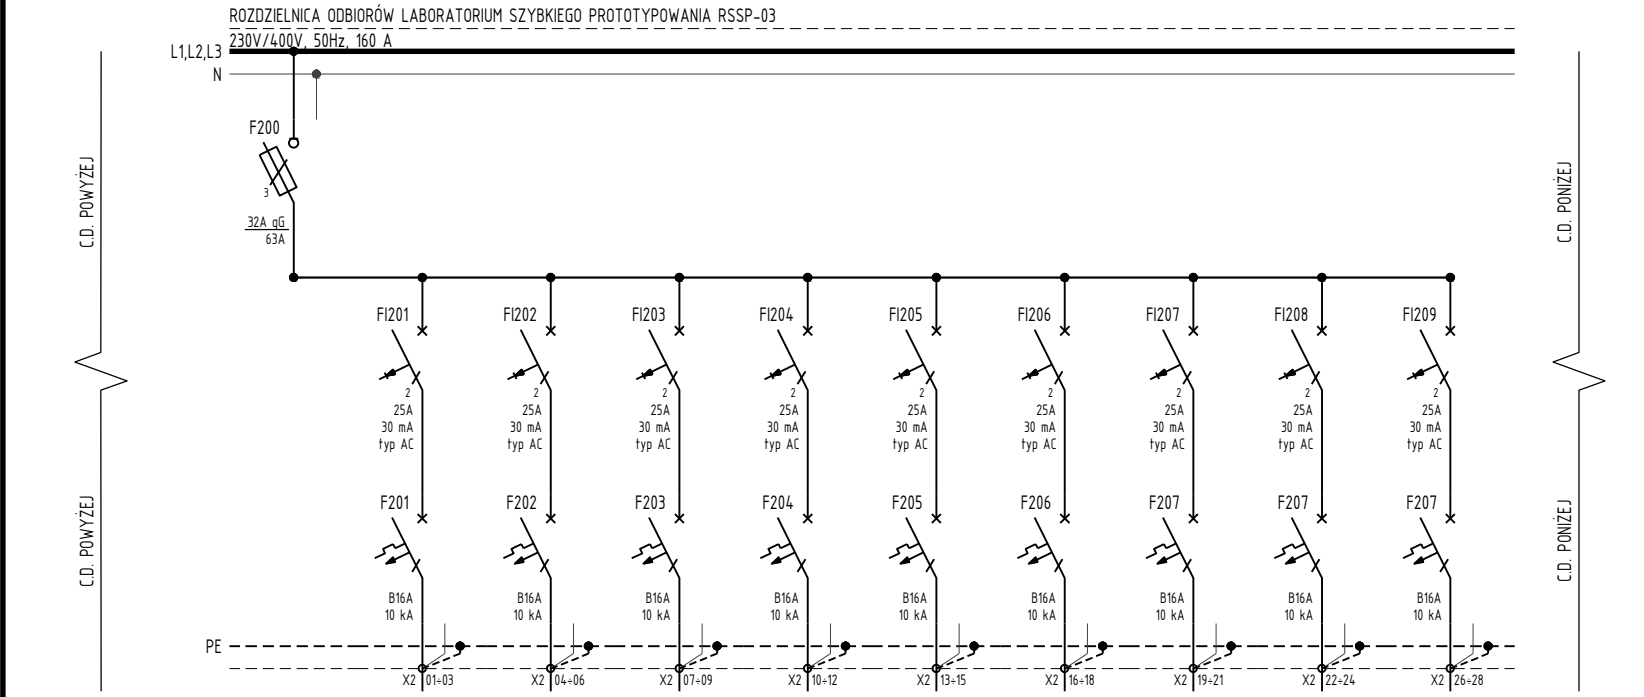 ROZDZIELNICA ODBIORÓW LABORATORIUM SZYBKIEGO PROTOTYPOWANIA RSSP-03
230V/400V, 50Hz, 160 A
L1,L2,L3
N
F200
3
32A gG
63A
C.D. POWYŻEJ
C.D. PONIŻEJ
FI201 FI202 FI203 FI204 FI205 FI206 FI207 FI208 FI209
2 2 2 2 2 2 2 2 2
25A 25A 25A 25A 25A 25A 25A 25A 25A
30 mA 30 mA 30 mA 30 mA 30 mA 30 mA 30 mA 30 mA 30 mA
typ AC typ AC typ AC typ AC typ AC typ AC typ AC typ AC typ AC
F201 F202 F203 F204 F205 F206 F207 F207 F207
C.D. POWYŻEJ
C.D. PONIŻEJ
B16A B16A B16A B16A B16A B16A B16A B16A B16A
10 kA 10 kA 10 kA 10 kA 10 kA 10 kA 10 kA 10 kA 10 kA
PE
X2 01÷03 X2 04÷06 X2 07÷09 X2 10÷12 X2 13÷15 X2 16÷18 X2 19÷21 X2 22÷24 X2 26÷28